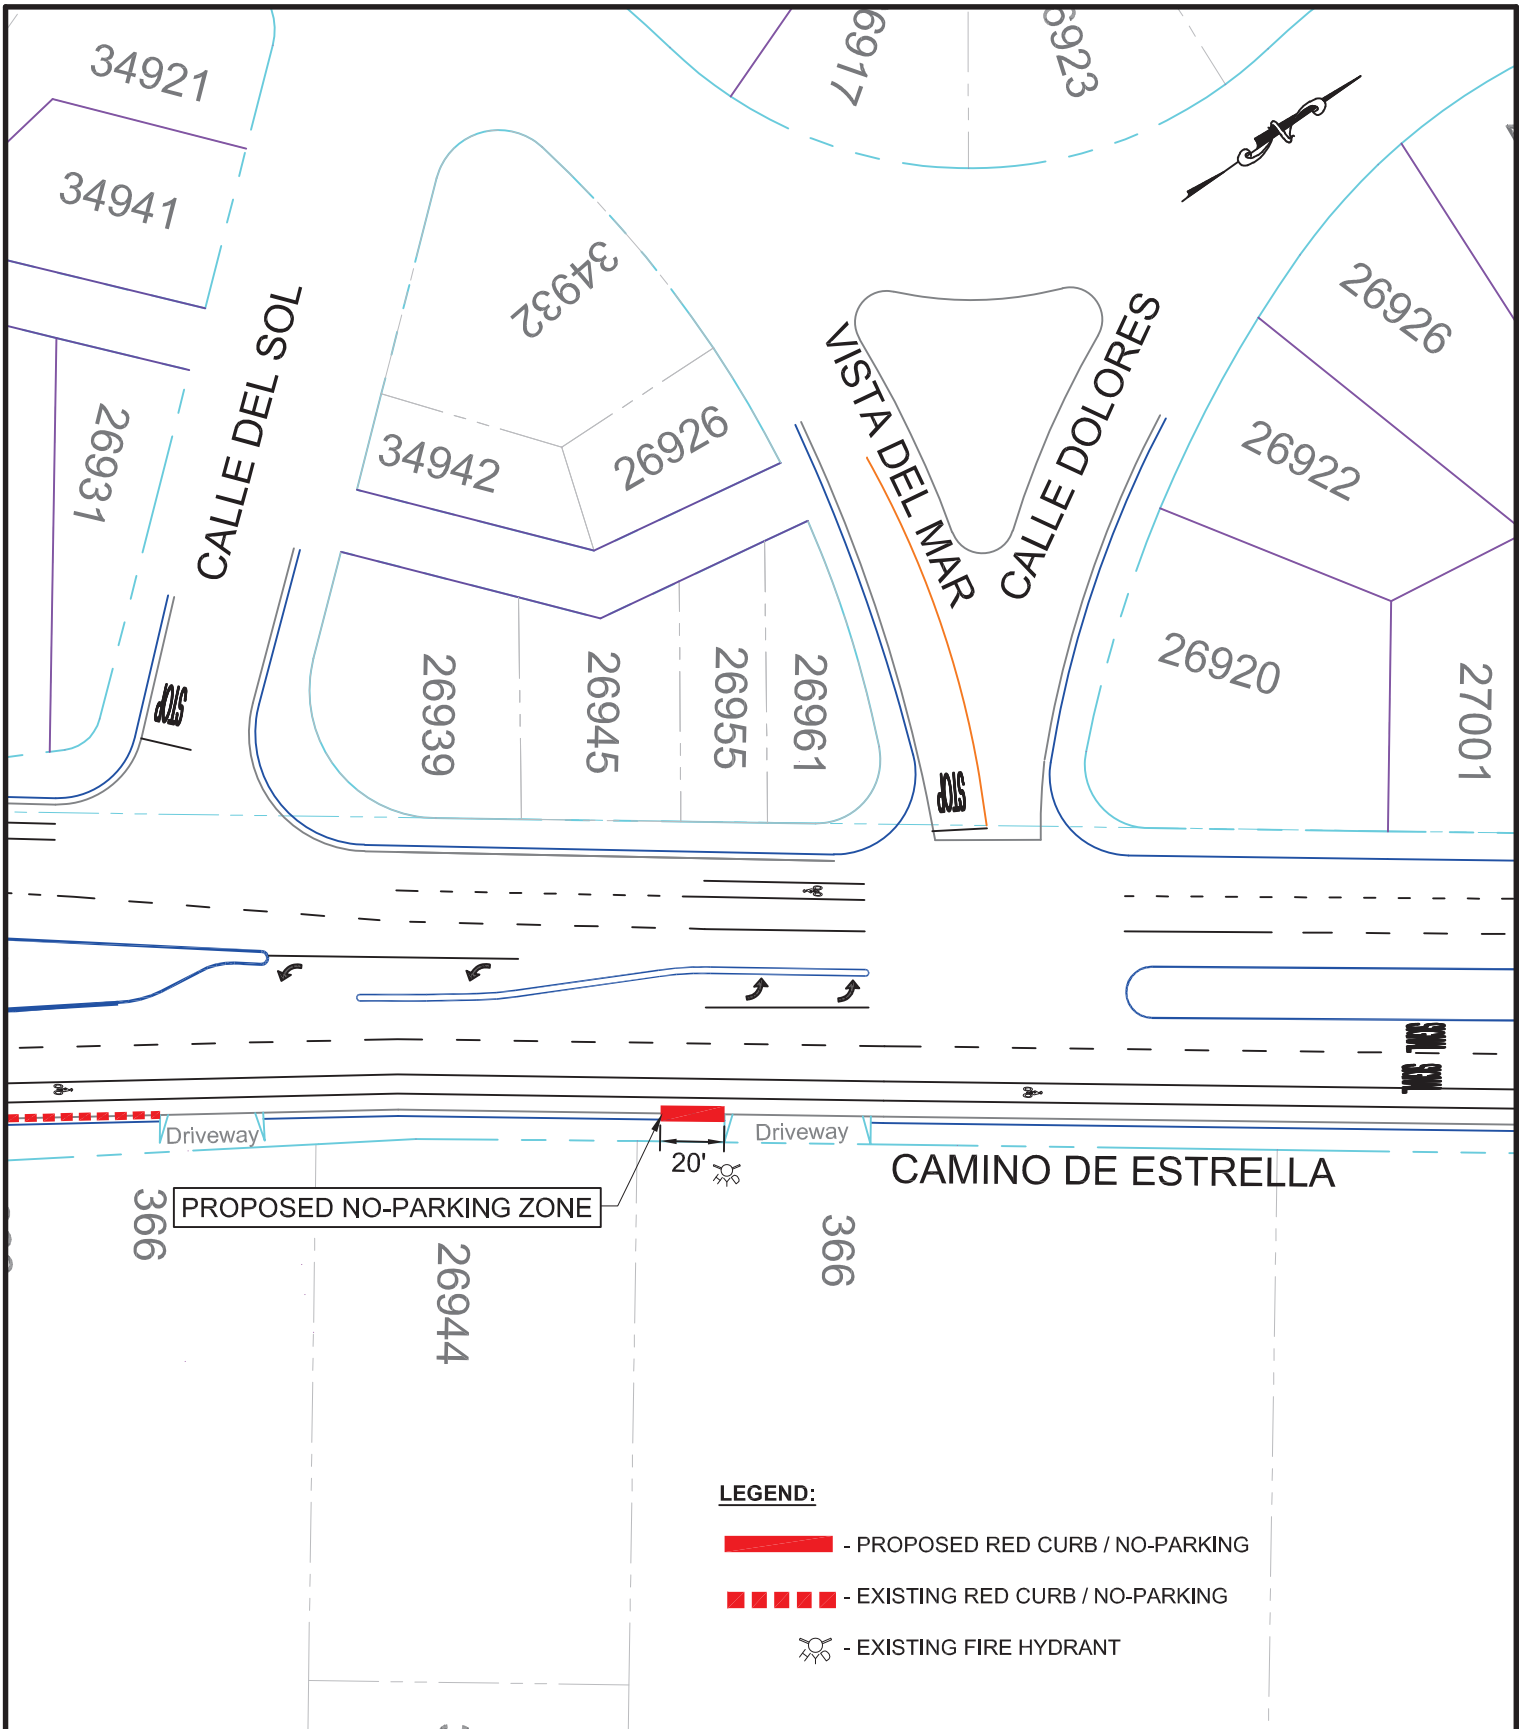 34921
6917
6923
34941
34932
26926
CALLE DEL SOL
VISTA DEL MAR
CALLE DOLORES
26931
34942
26926
26922
26939
26945
26955
26961
26920
27001
STOP
STOP
Driveway
Driveway
20'
CAMINO DE ESTRELLA
PROPOSED NO-PARKING ZONE
366
26944
366
LEGEND:
- PROPOSED RED CURB / NO-PARKING
- EXISTING RED CURB / NO-PARKING
- EXISTING FIRE HYDRANT